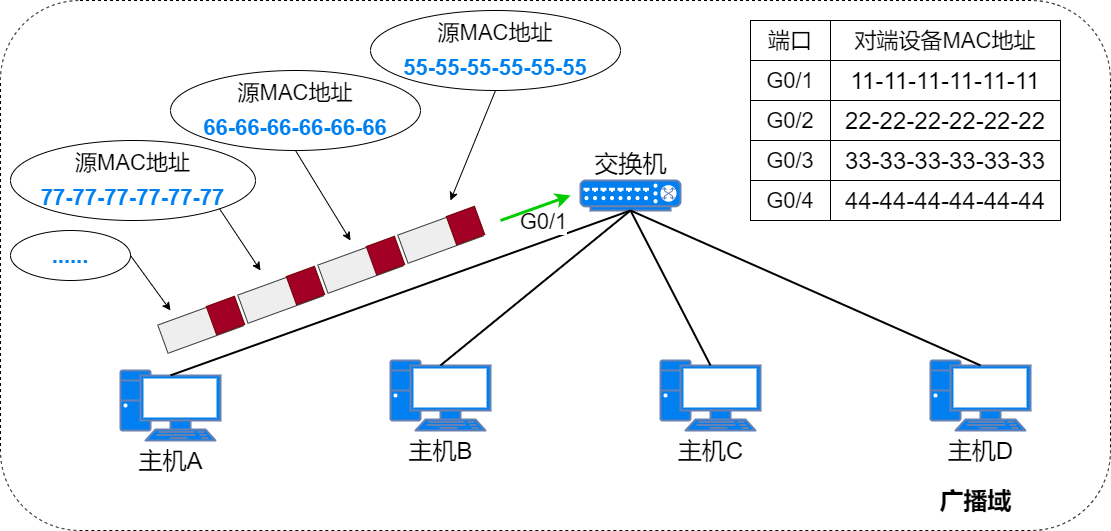 源MAC地址
55-55-55-55-55-55
源MAC地址
66-66-66-66-66-66
源MAC地址
77-77-77-77-77-77
......
端口 对端设备MAC地址
G0/1 11-11-11-11-11-11
G0/2 22-22-22-22-22-22
G0/3 33-33-33-33-33-33
G0/4 44-44-44-44-44-44
交换机
G0/1
主机A
主机B
主机C
主机D
广播域